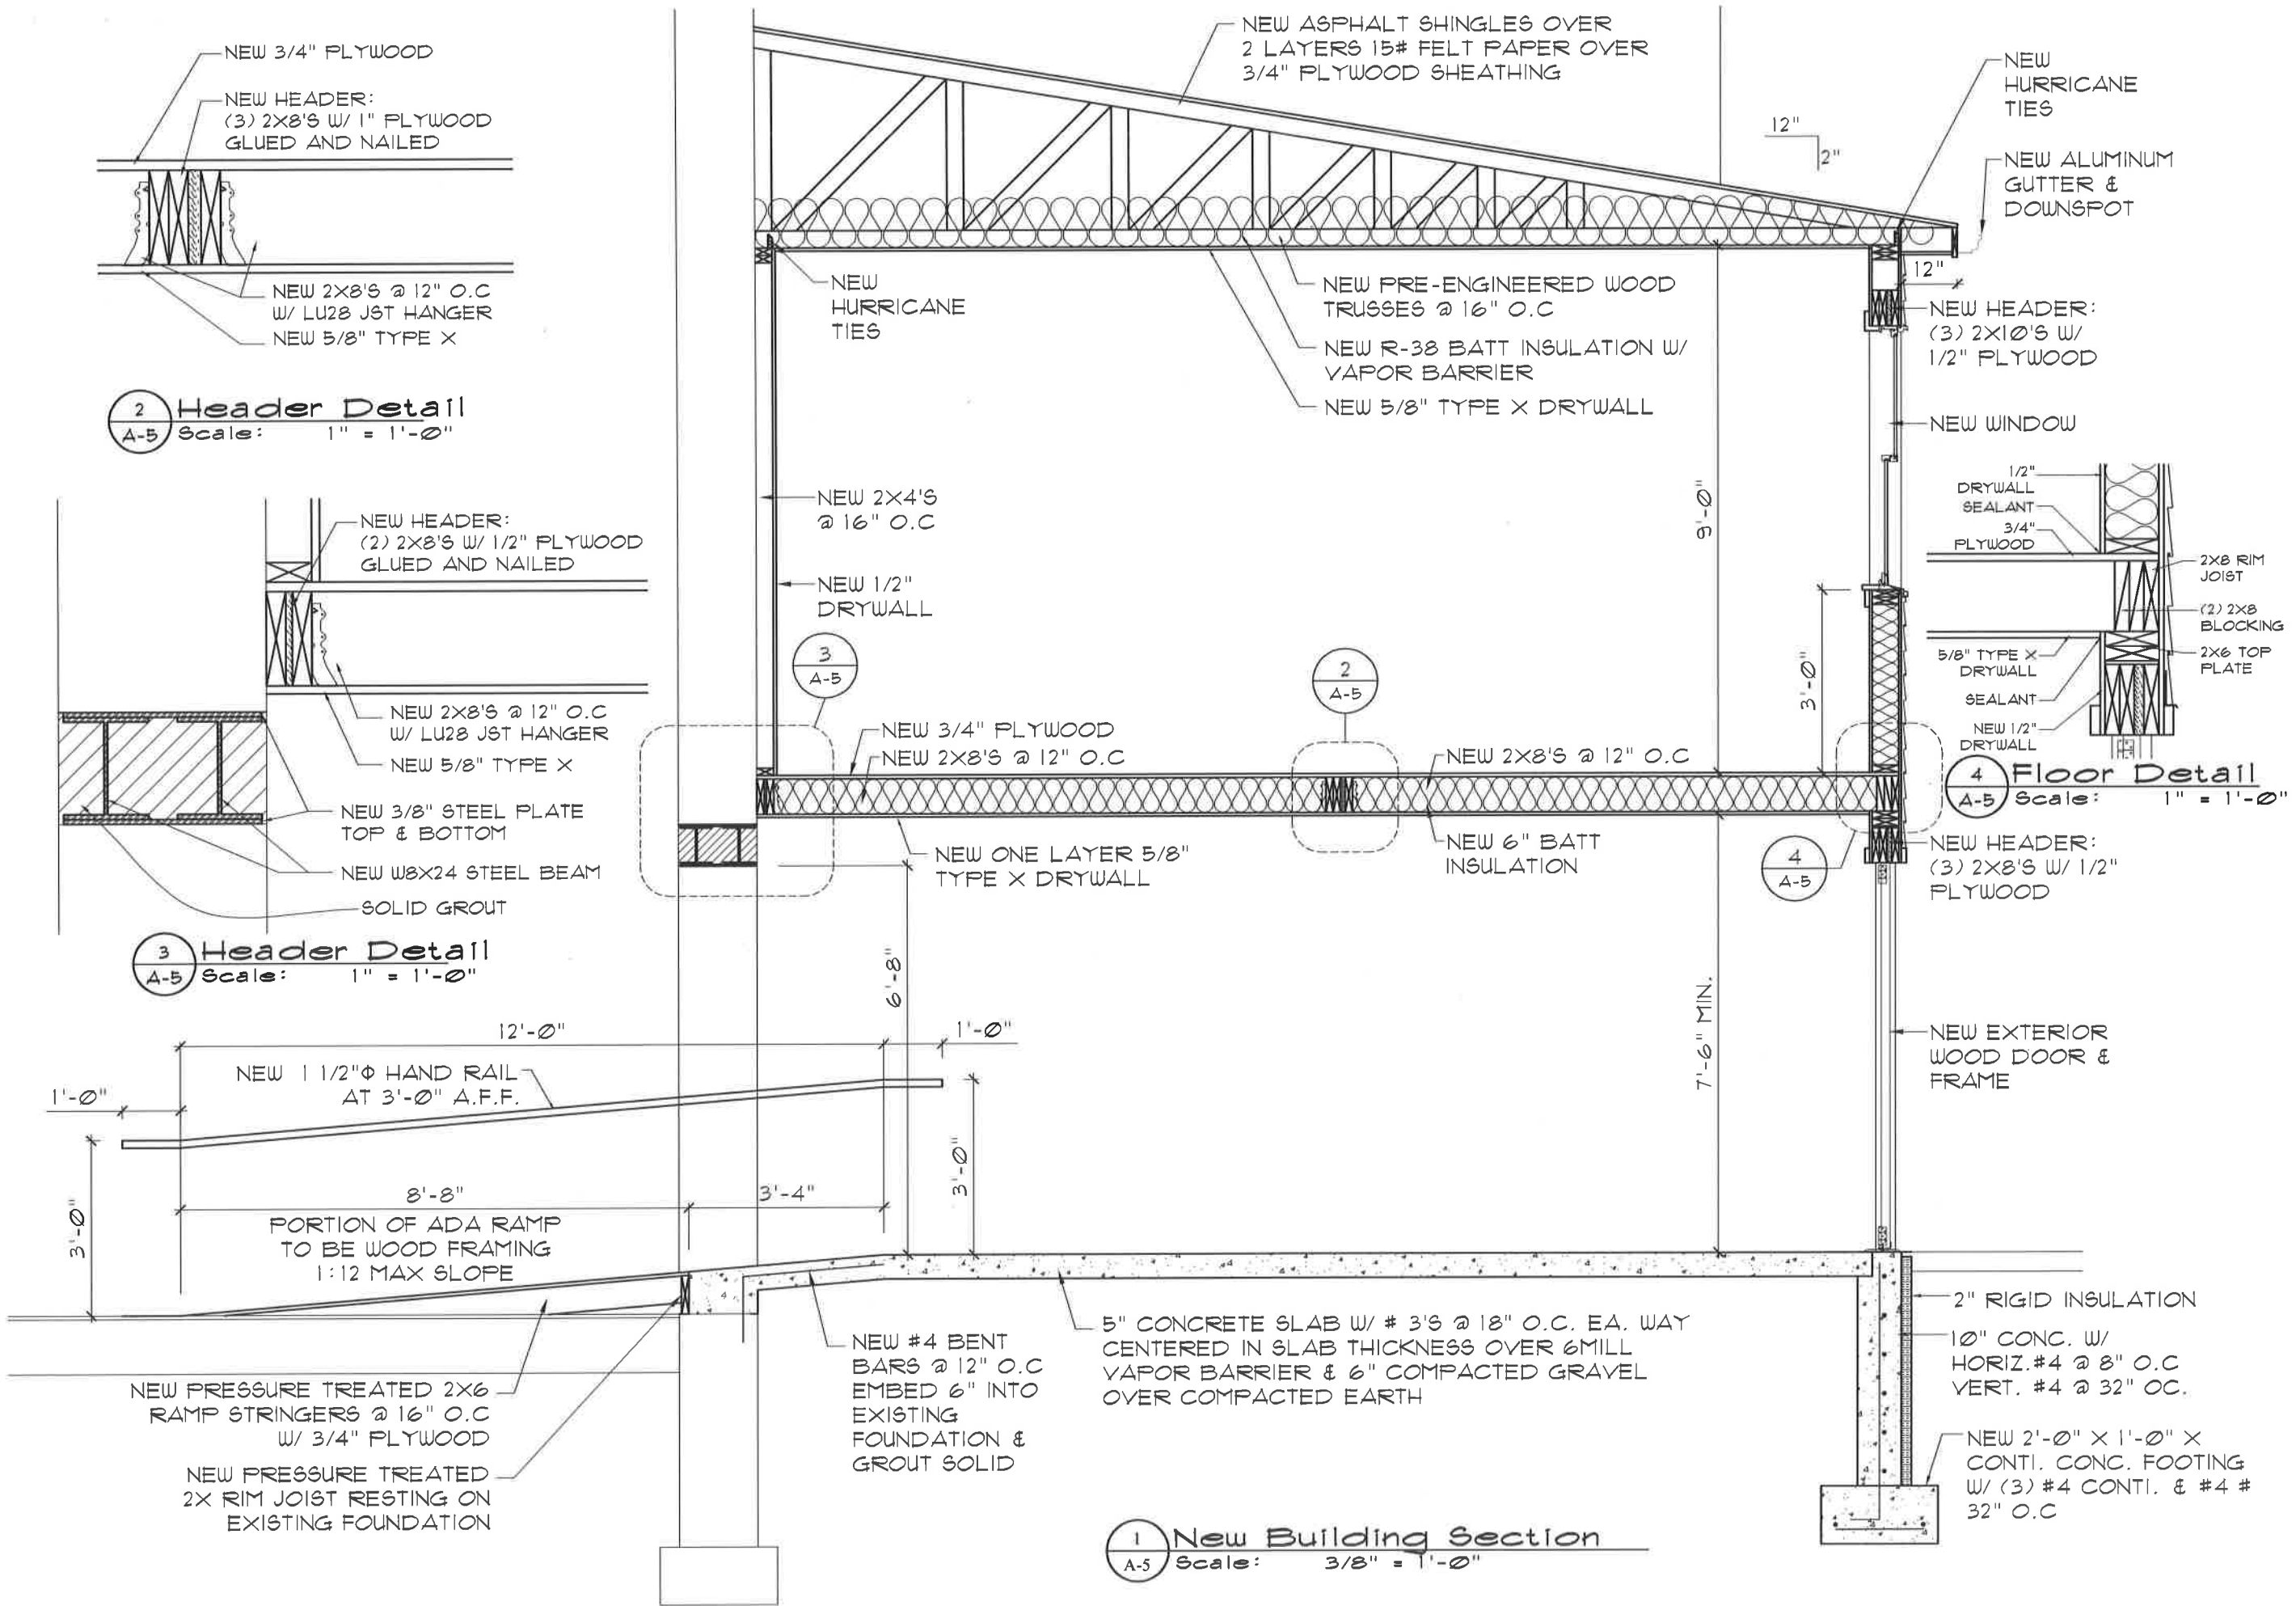 NEW 3/4" PLYWOOD
NEW HEADER:
(3) 2X8'S W/ 1" PLYWOOD
GLUED AND NAILED
NEW 2X8'S @ 12" O.C
W/ LU28 JST HANGER
NEW 5/8" TYPE X
2
A-5
Header Detail
Scale: 1" = 1'-0"
NEW HEADER:
(2) 2X8'S W/ 1/2" PLYWOOD
GLUED AND NAILED
NEW 2X8'S @ 12" O.C
W/ LU28 JST HANGER
NEW 5/8" TYPE X
NEW 3/8" STEEL PLATE
TOP & BOTTOM
NEW W8X24 STEEL BEAM
SOLID GROUT
3
A-5
Header Detail
Scale: 1" = 1'-0"
NEW ASPHALT SHINGLES OVER
2 LAYERS 15# FELT PAPER OVER
3/4" PLYWOOD SHEATHING
12"
2"
NEW
HURRICANE
TIES
NEW ALUMINUM
GUTTER &
DOWNSPOT
12"
NEW
HURRICANE
TIES
NEW PRE-ENGINEERED WOOD
TRUSSES @ 16" O.C
NEW R-38 BATT INSULATION W/
VAPOR BARRIER
NEW 5/8" TYPE X DRYWALL
NEW HEADER:
(3) 2X10'S W/
1/2" PLYWOOD
NEW WINDOW
NEW 2X4'S
@ 16" O.C
NEW 1/2"
DRYWALL
9'-0"
3'-0"
3
A-5
2
A-5
NEW 3/4" PLYWOOD
NEW 2X8'S @ 12" O.C
NEW 2X8'S @ 12" O.C
NEW ONE LAYER 5/8"
TYPE X DRYWALL
NEW 6" BATT
INSULATION
4
A-5
1/2"
DRYWALL
SEALANT
3/4"
PLYWOOD
2X8 RIM
JOIST
(2) 2X8
BLOCKING
5/8" TYPE X
DRYWALL
2X6 TOP
PLATE
SEALANT
NEW 1/2"
DRYWALL
4
A-5
Floor Detail
Scale: 1" = 1'-0"
NEW HEADER:
(3) 2X8'S W/ 1/2"
PLYWOOD
6'-8"
7'-6" MIN.
NEW EXTERIOR
WOOD DOOR &
FRAME
12'-0"
1'-0"
NEW 1 1/2"Φ HAND RAIL
AT 3'-0" A.F.F.
1'-0"
3'-0"
3'-0"
8'-8"
3'-4"
PORTION OF ADA RAMP
TO BE WOOD FRAMING
1:12 MAX SLOPE
NEW PRESSURE TREATED 2X6
RAMP STRINGERS @ 16" O.C
W/ 3/4" PLYWOOD
NEW PRESSURE TREATED
2X RIM JOIST RESTING ON
EXISTING FOUNDATION
NEW #4 BENT
BARS @ 12" O.C
EMBED 6" INTO
EXISTING
FOUNDATION &
GROUT SOLID
5" CONCRETE SLAB W/ # 3'S @ 18" O.C. EA. WAY
CENTERED IN SLAB THICKNESS OVER 6MILL
VAPOR BARRIER & 6" COMPACTED GRAVEL
OVER COMPACTED EARTH
2" RIGID INSULATION
10" CONC. W/
HORIZ.#4 @ 8" O.C
VERT. #4 @ 32" OC.
NEW 2'-0" X 1'-0" X
CONTI. CONC. FOOTING
W/ (3) #4 CONTI. & #4 #
32" O.C
1
A-5
New Building Section
Scale: 3/8" = 1'-0"